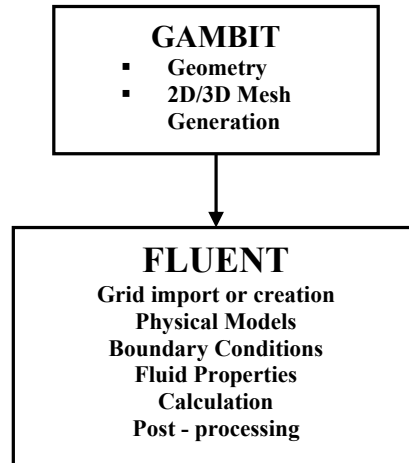 GAMBIT
▪ Geometry
▪ 2D/3D Mesh
Generation
FLUENT
Grid import or creation
Physical Models
Boundary Conditions
Fluid Properties
Calculation
Post - processing